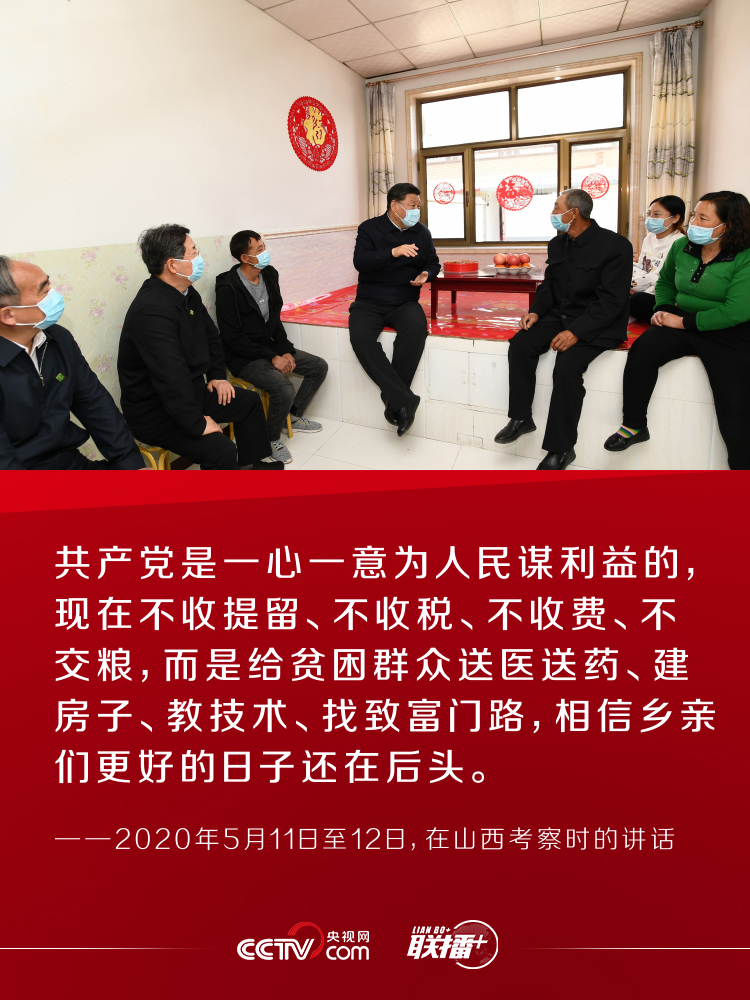 共产党是一心一意为人民谋利益的，
现在不收提留、不收税、不收费、不
交粮，而是给贫困群众送医送药、建
房子、教技术、找致富门路，相信乡亲
们更好的日子还在后头。
——2020年5月11日至12日，在山西考察时的讲话
CCTV 央视网
com
LIAN BO+
联播+